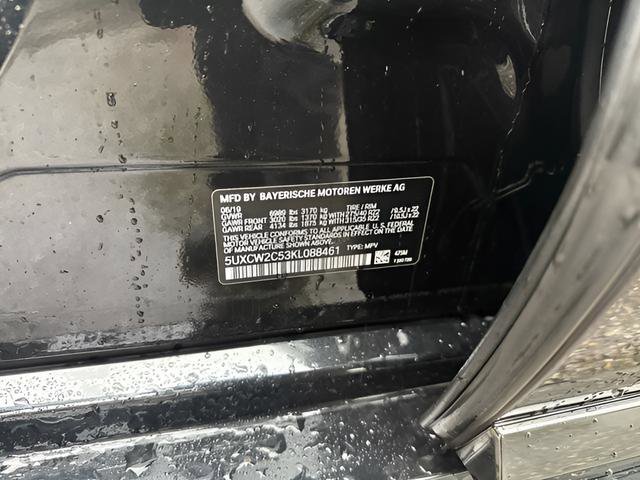 MFD BY BAYERISCHE MOTOREN WERKE AG
06/19 TIRE / RIM
GVWR 6989 lbs 3170 kg
GAWR FRONT 3020 lbs 1370 kg WITH 275/40 R22 / 9.5J x 22
GAWR REAR 4134 lbs 1875 kg WITH 315/35 R22 / 10.5J x 22
THIS VEHICLE CONFORMS TO ALL APPLICABLE FEDERAL MOTOR VEHICLE
SAFETY STANDARDS IN EFFECT ON THE DATE
OF MANUFACTURE SHOWN ABOVE.
5UXCW2C53KL088461 TYPE: MPV